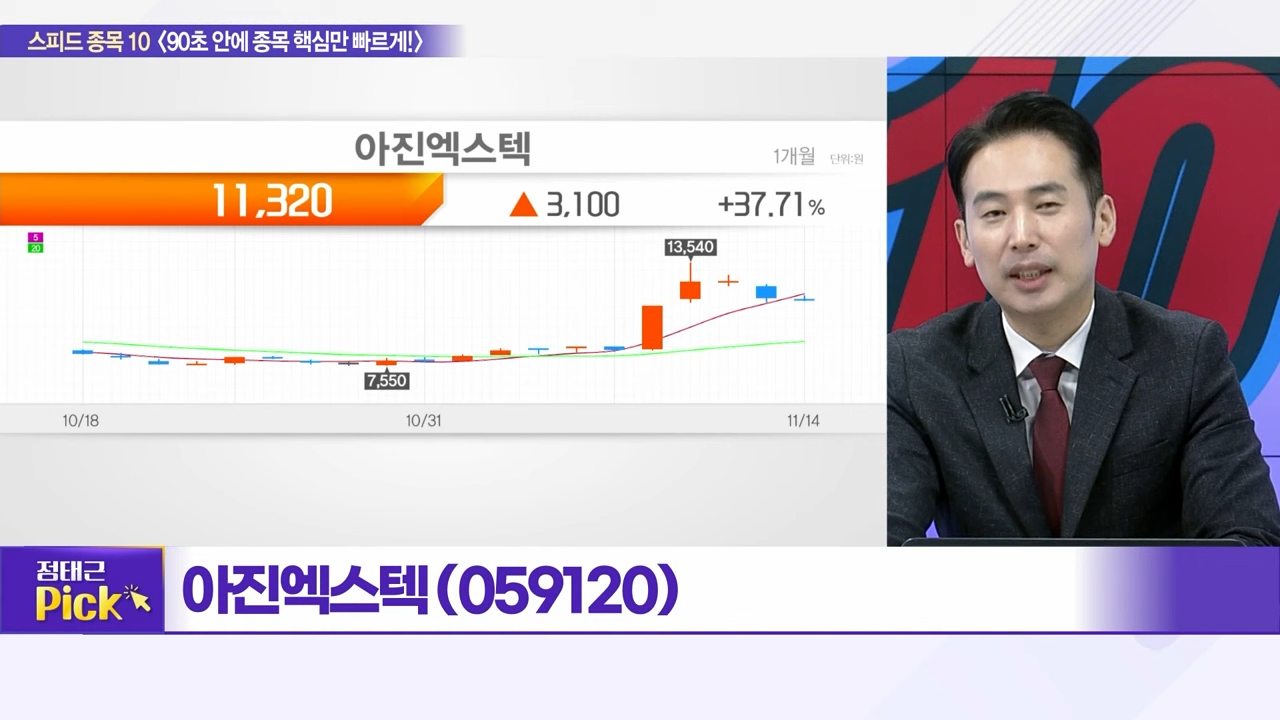 스피드 종목 10 〈90초 안에 종목 핵심만 빠르게!〉
아진엑스텍
1개월 단위:원
11,320 ▲ 3,100 +37.71%
5
20
13,540
7,550
10/18 10/31 11/14
정태근
Pick
아진엑스텍(059120)